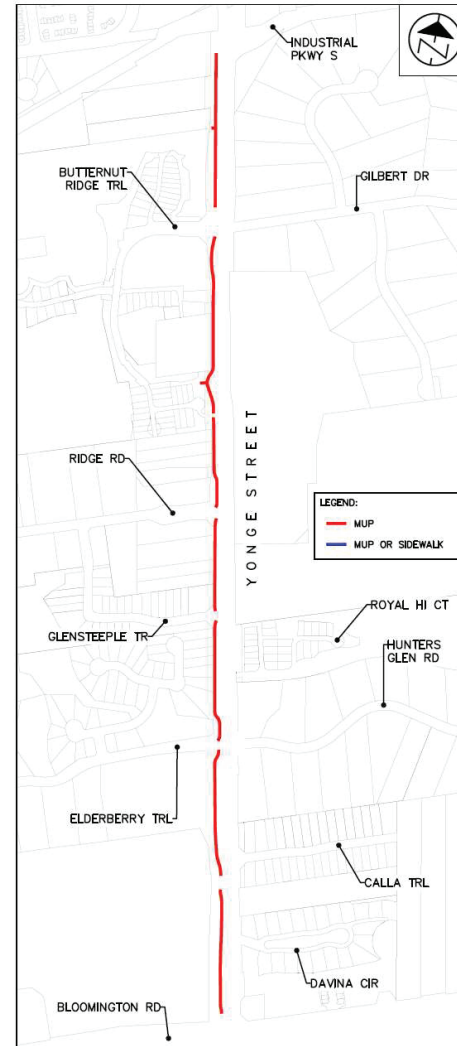 INDUSTRIAL
PKWY S
N
BUTTERNUT
RIDGE TRL
GILBERT DR
YONGE STREET
RIDGE RD
LEGEND:
MUP
MUP OR SIDEWALK
ROYAL HI CT
GLENSTEEPLE TR
HUNTERS
GLEN RD
ELDERBERRY TRL
CALLA TRL
DAVINA CIR
BLOOMINGTON RD